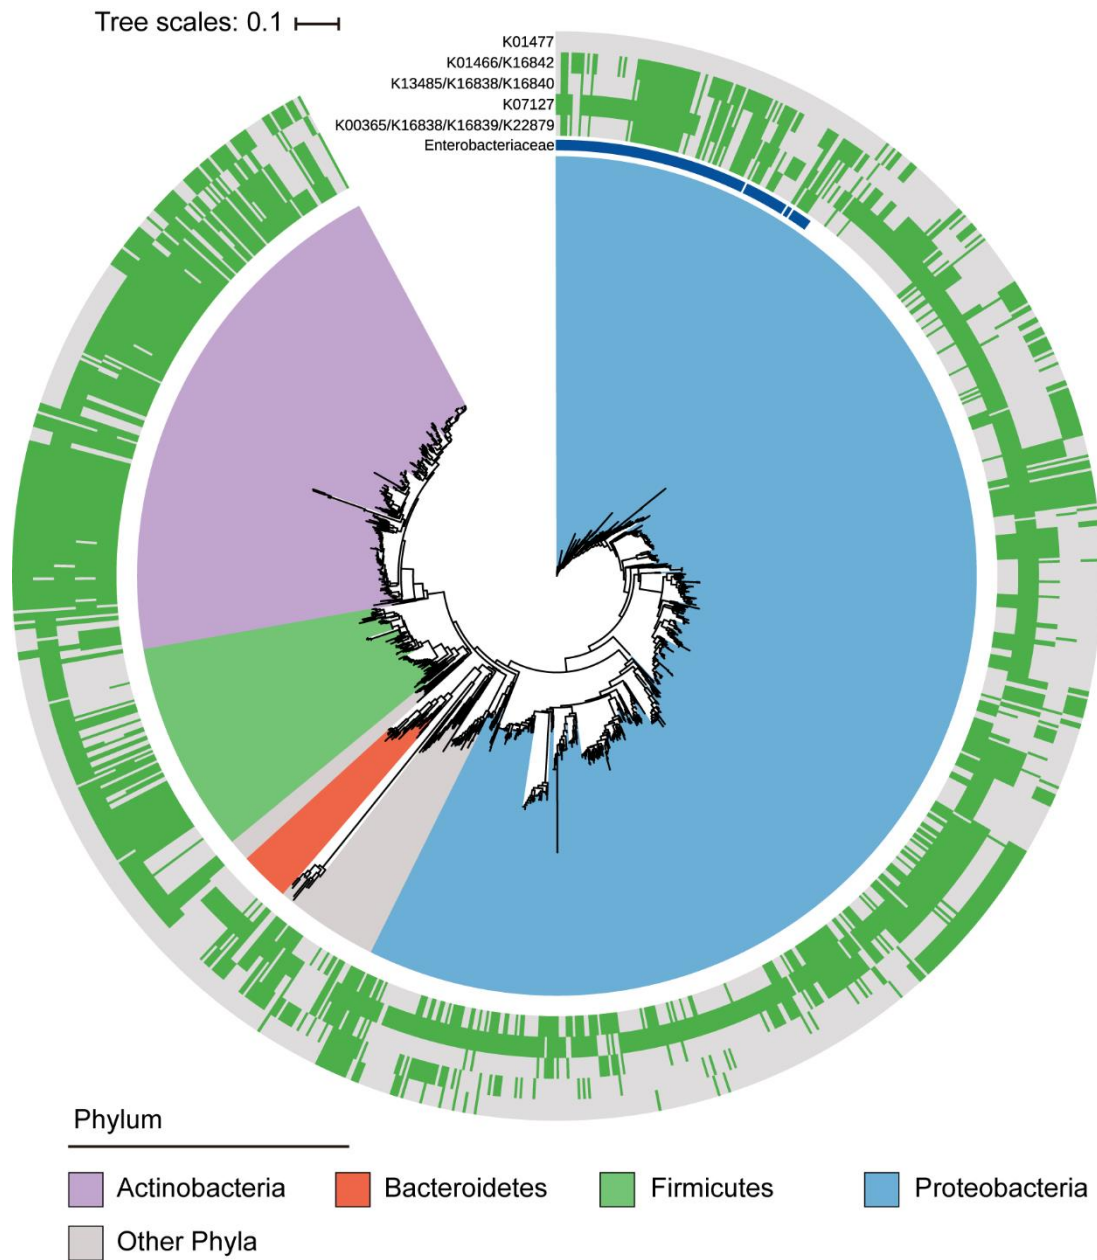 Tree scales: 0.1
K01477
K01466/K16842
K13485/K16838/K16840
K07127
K00365/K16838/K16839/K22879
Enterobacteriaceae
Phylum
Actinobacteria
Bacteroidetes
Firmicutes
Proteobacteria
Other Phyla